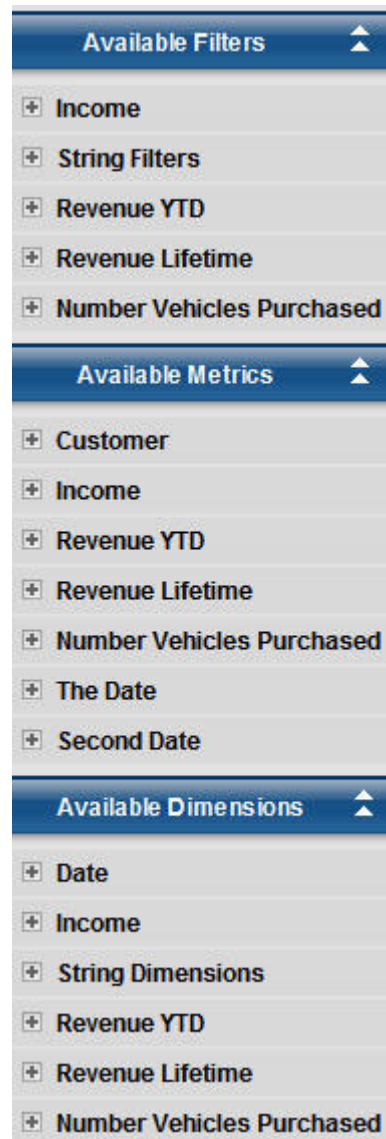 Available Filters
Income
String Filters
Revenue YTD
Revenue Lifetime
Number Vehicles Purchased
Available Metrics
Customer
Income
Revenue YTD
Revenue Lifetime
Number Vehicles Purchased
The Date
Second Date
Available Dimensions
Date
Income
String Dimensions
Revenue YTD
Revenue Lifetime
Number Vehicles Purchased